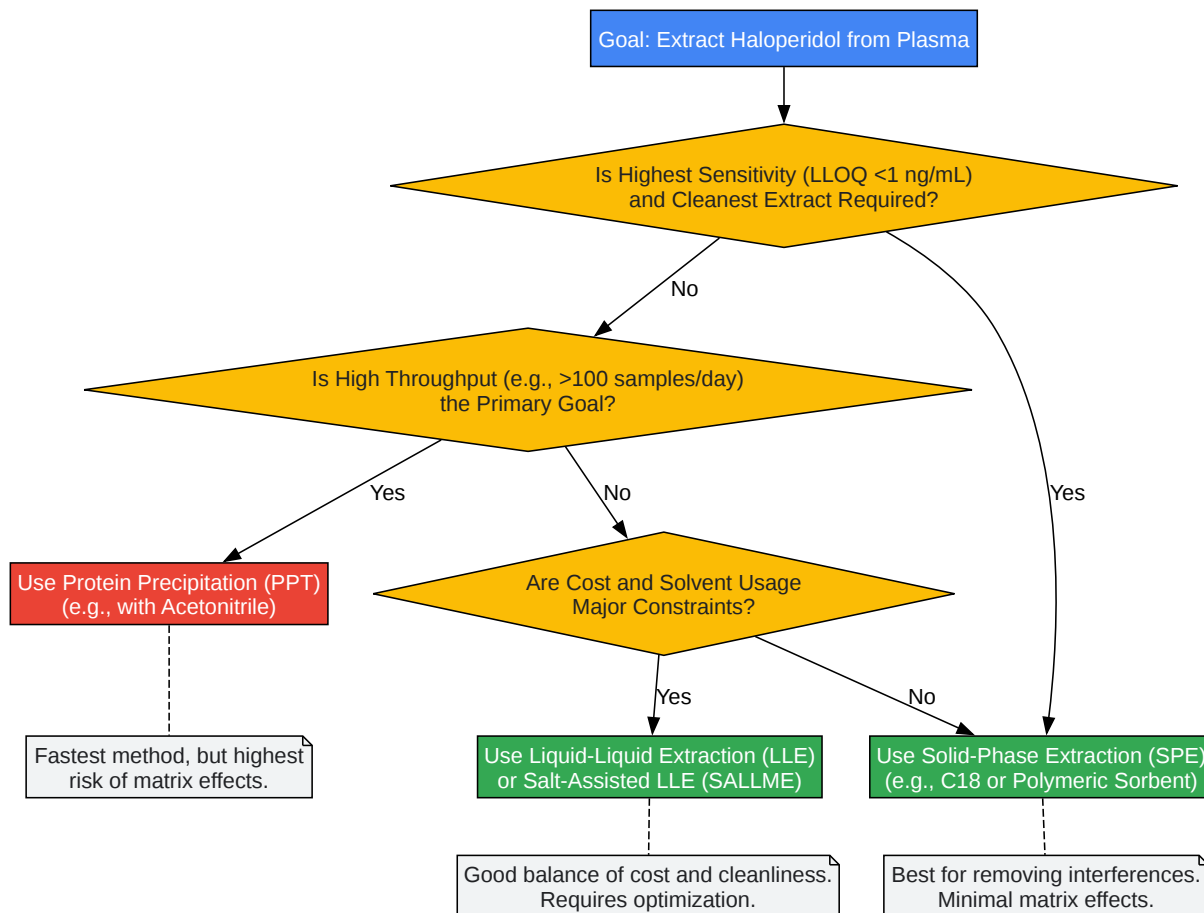 Goal: Extract Haloperidol from Plasma
Is Highest Sensitivity (LLOQ <1 ng/mL)
and Cleanest Extract Required?
No
Is High Throughput (e.g., >100 samples/day)
the Primary Goal?
Yes
Yes
No
Use Protein Precipitation (PPT)
(e.g., with Acetonitrile)
Are Cost and Solvent Usage
Major Constraints?
Yes
No
Fastest method, but highest
risk of matrix effects.
Use Liquid-Liquid Extraction (LLE)
or Salt-Assisted LLE (SALLME)
Use Solid-Phase Extraction (SPE)
(e.g., C18 or Polymeric Sorbent)
Good balance of cost and cleanliness.
Requires optimization.
Best for removing interferences.
Minimal matrix effects.